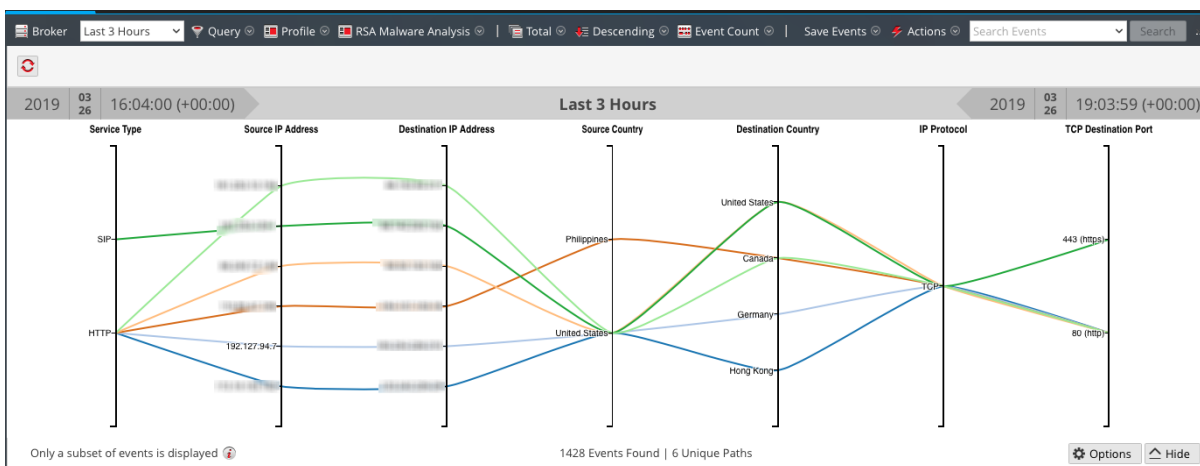 Broker Last 3 Hours Query Profile RSA Malware Analysis | Total Descending Event Count | Save Events Actions Search Events Search ...
2019 03 26 16:04:00 (+00:00) Last 3 Hours 2019 03 26 19:03:59 (+00:00)
Service Type Source IP Address Destination IP Address Source Country Destination Country IP Protocol TCP Destination Port
United States
SIP Philippines 443 (https)
Canada
TCP
Germany
HTTP United States 80 (http)
192.127.94.7
Hong Kong
Only a subset of events is displayed 1428 Events Found | 6 Unique Paths Options Hide